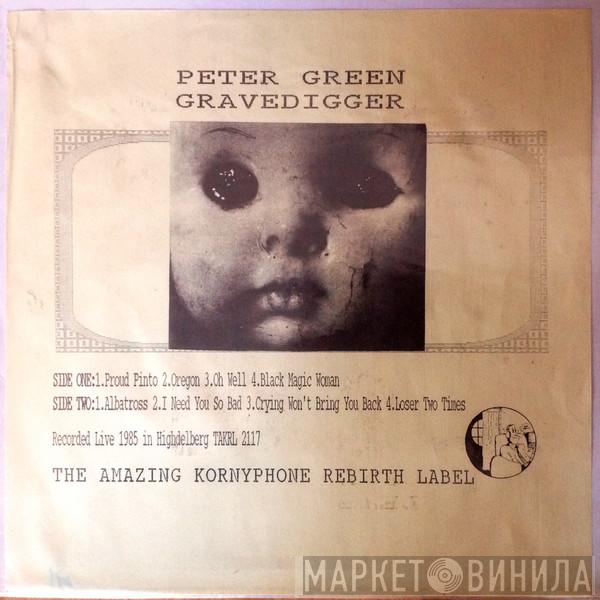 PETER GREEN
GRAVEDIGGER
SIDE ONE:1.Proud Pinto 2.Oregon 3.Oh Well 4.Black Magic Woman
SIDE TWO:1.Albatross 2.I Need You So Bad 3.Crying Won't Bring You Back 4.Loser Two Times
Recorded Live 1985 in Highdelberg TAKRL 2117
THE AMAZING KORNYPHONE REBIRTH LABEL
МАРКЕТ ВИНИЛА